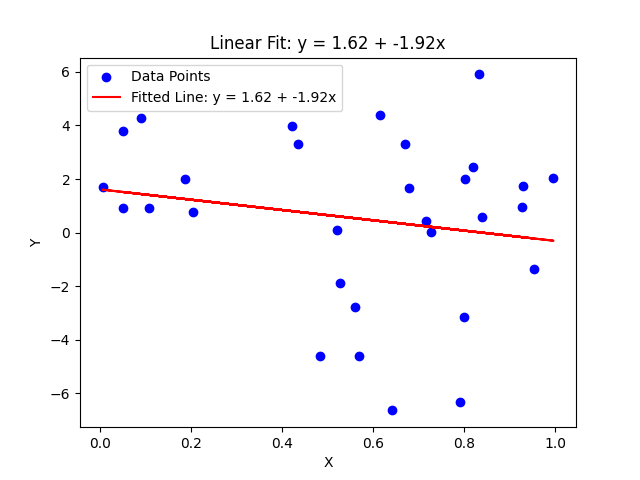 Linear Fit: y = 1.62 + -1.92x
Data Points
Fitted Line: y = 1.62 + -1.92x
6
4
2
0
−2
−4
−6
Y
0.0 0.2 0.4 0.6 0.8 1.0
X